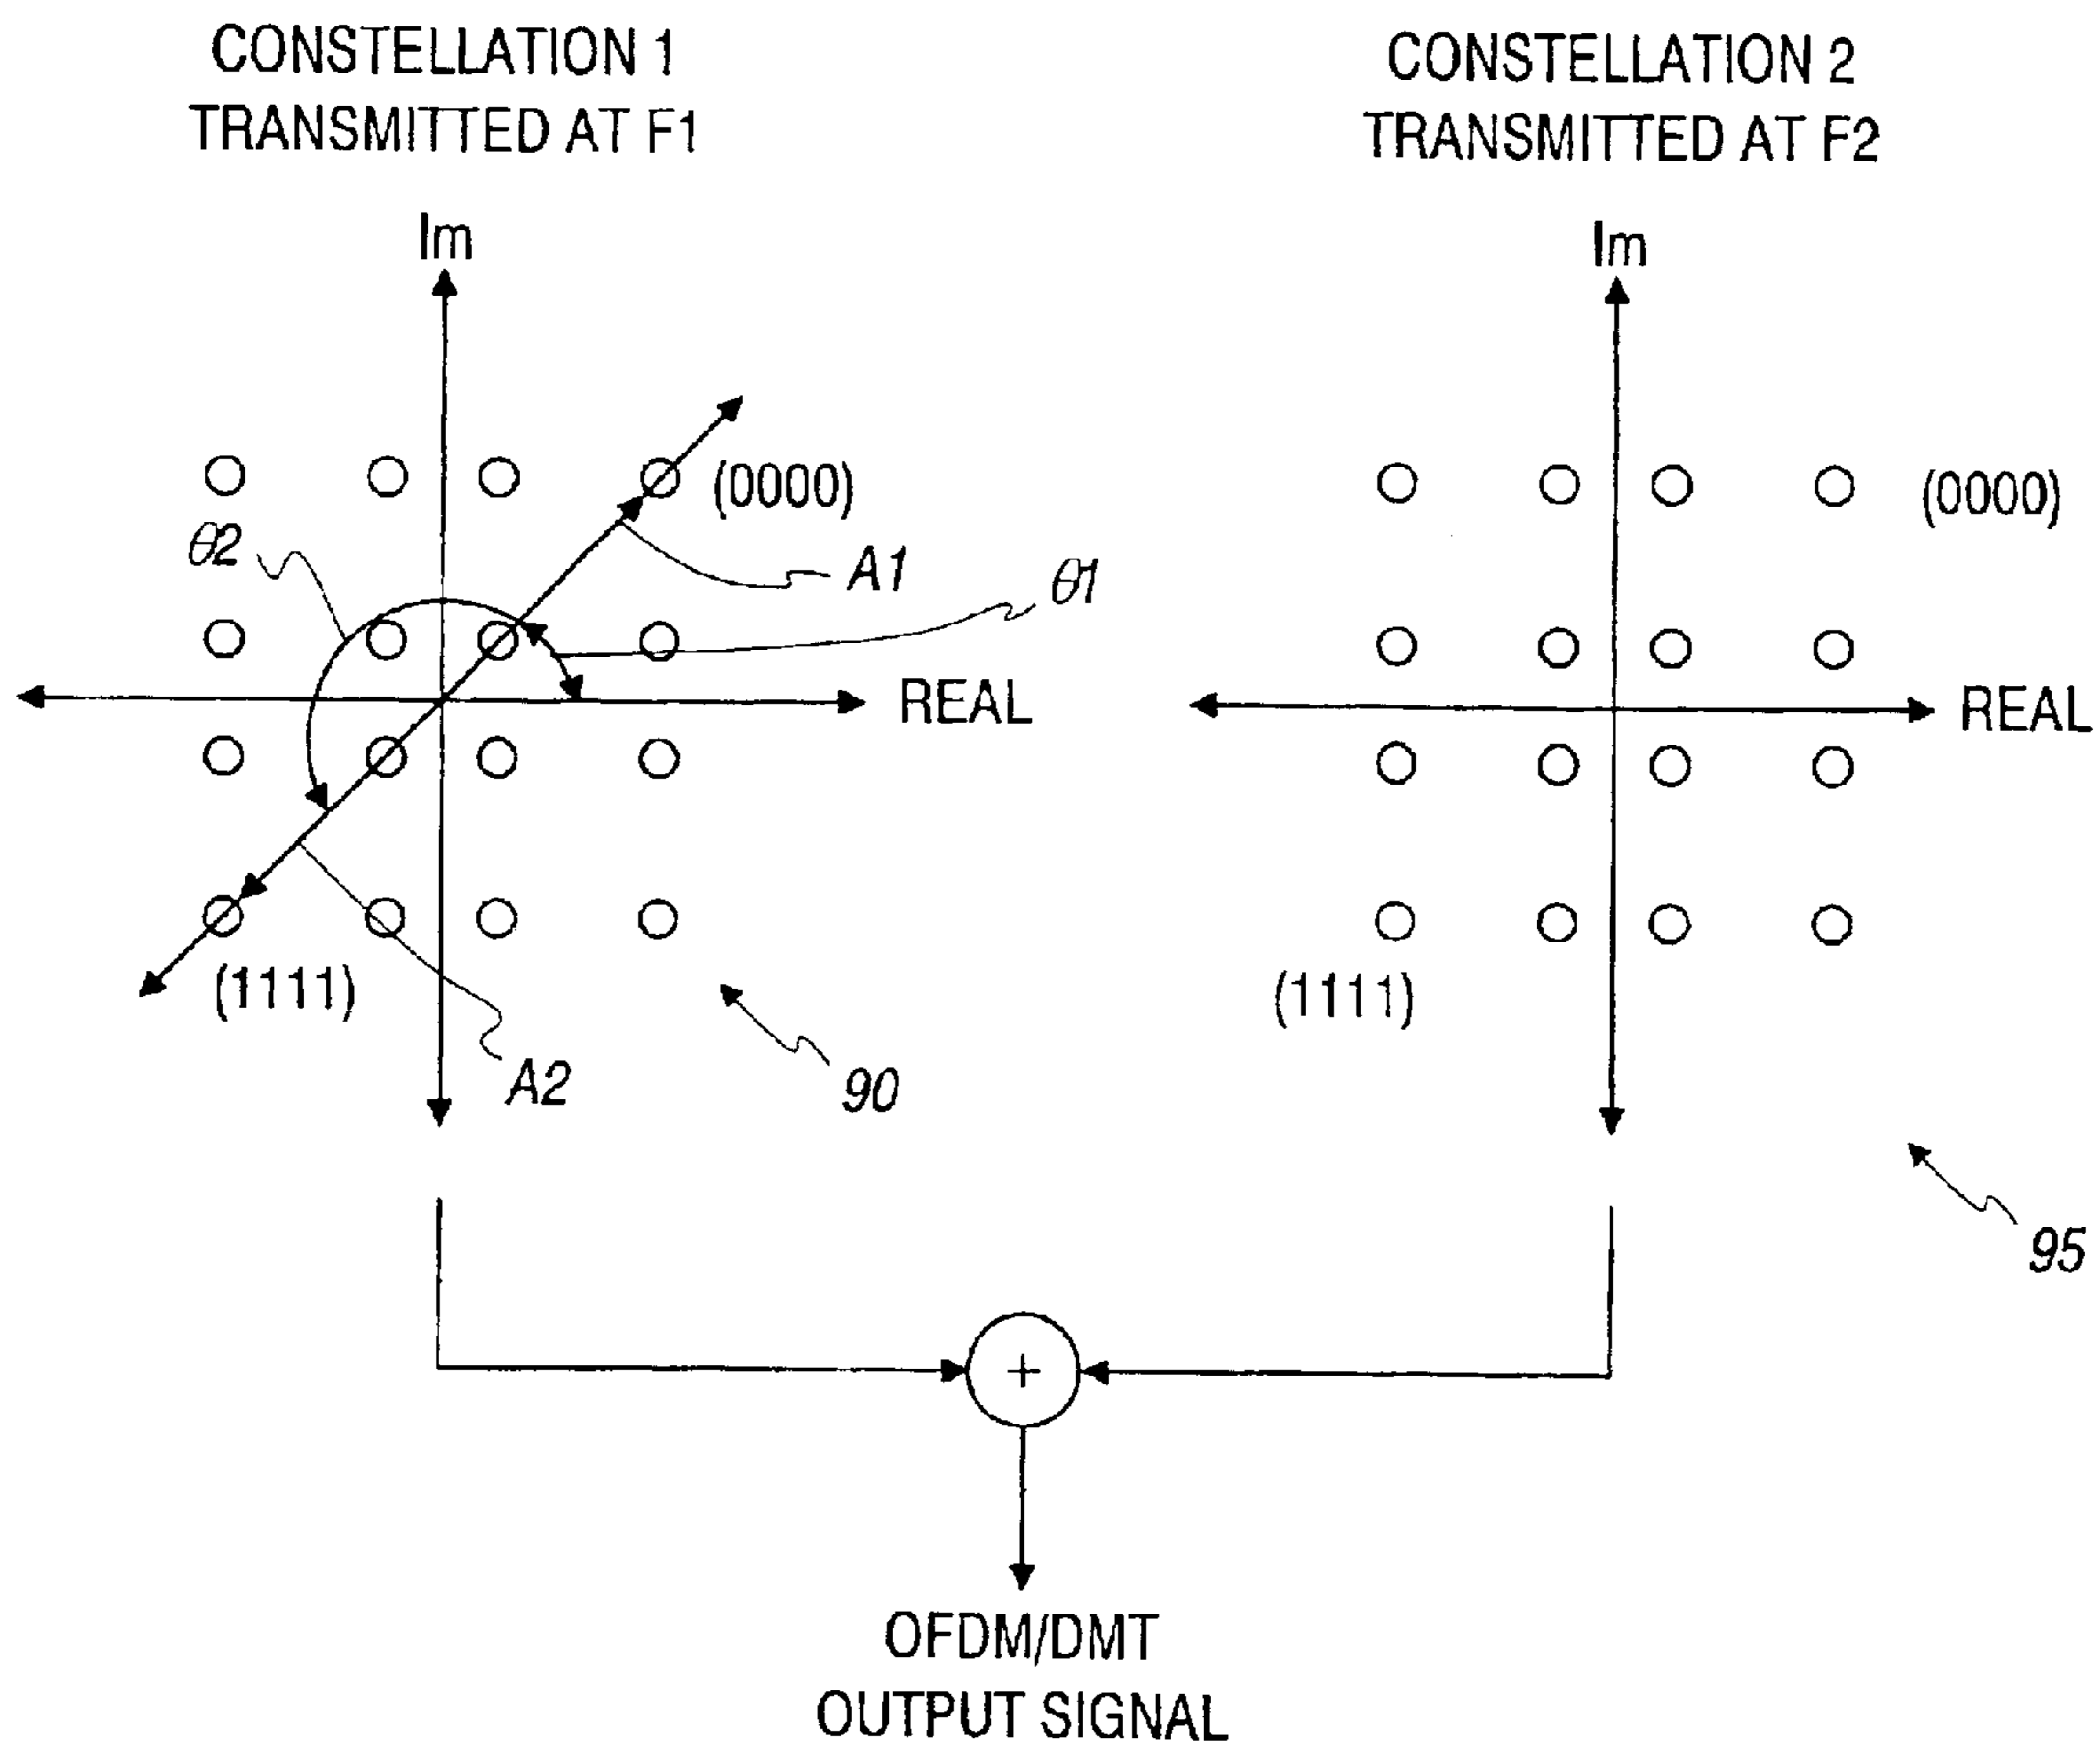 CONSTELLATION 1
TRANSMITTED AT F1
CONSTELLATION 2
TRANSMITTED AT F2
Im
Im
(0000)
(0000)
θ2
A1
θ1
REAL
REAL
(1111)
(1111)
A2
90
95
+
OFDM/DMT
OUTPUT SIGNAL